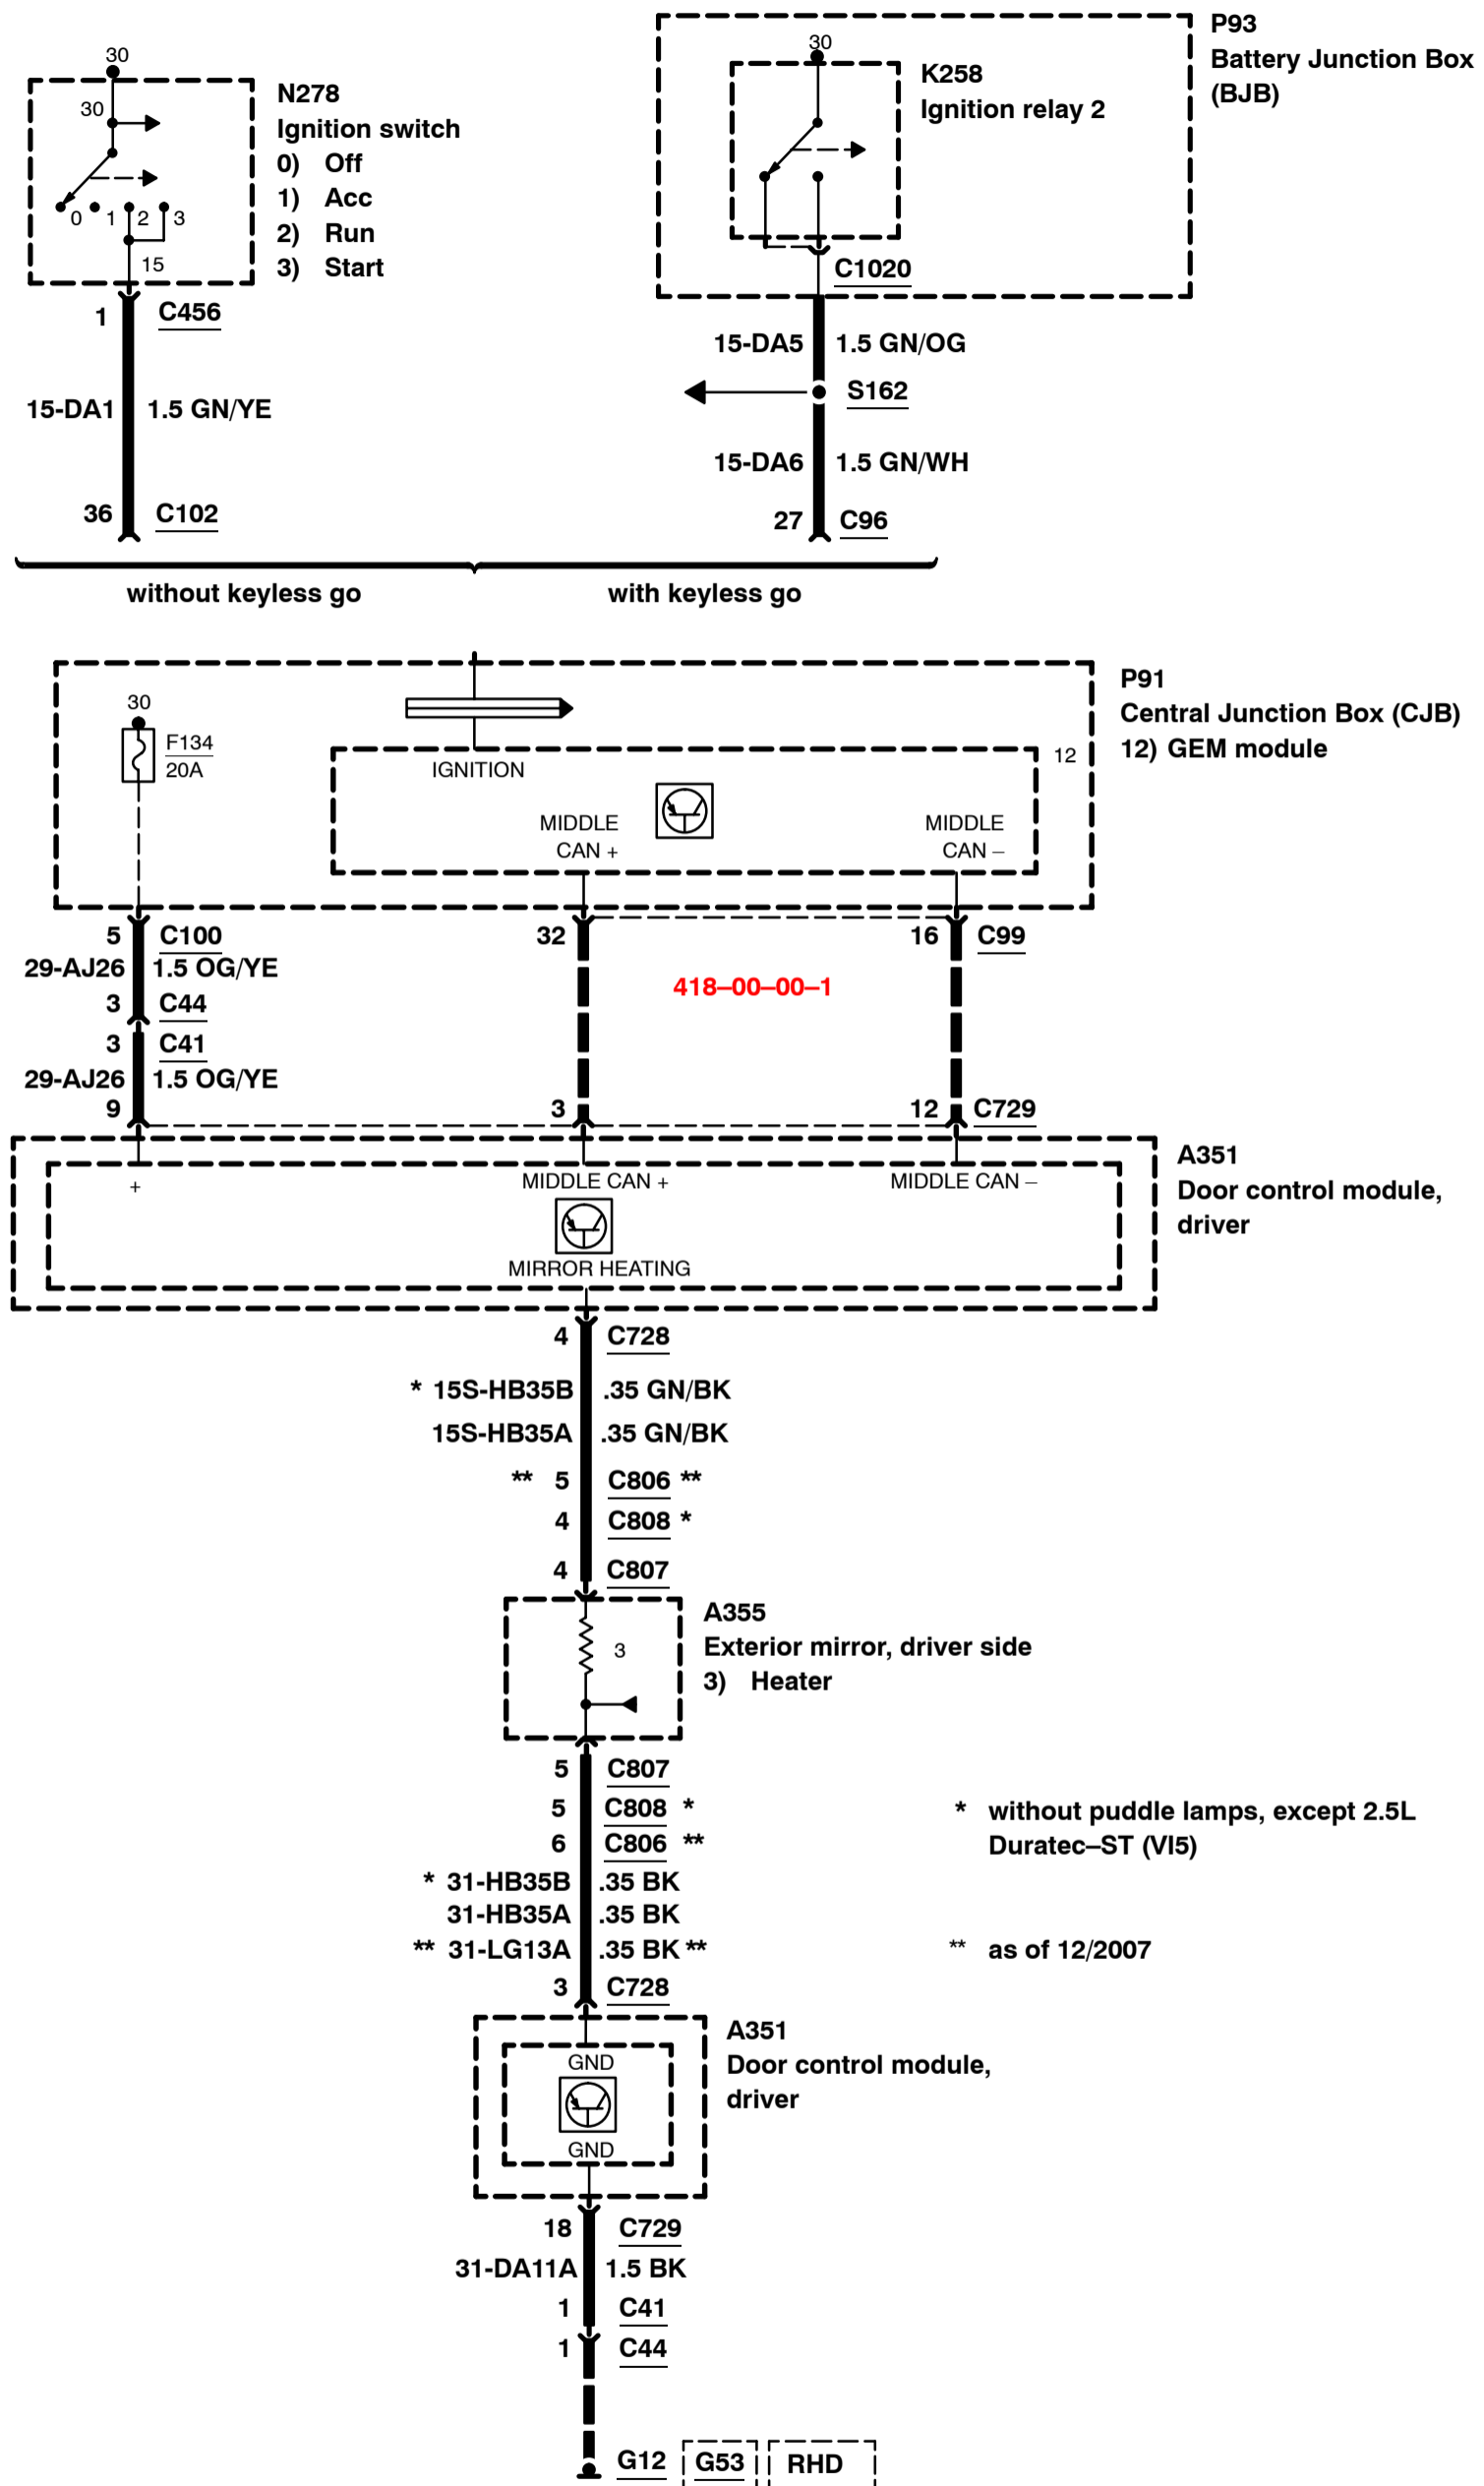 P93
Battery Junction Box
(BJB)
30
30
N278
Ignition switch
0) Off
1) Acc
2) Run
3) Start
0 1 2 3
15
30
K258
Ignition relay 2
C1020
1 C456
15-DA1 1.5 GN/YE
36 C102
15-DA5 1.5 GN/OG
S162
15-DA6 1.5 GN/WH
27 C96
without keyless go
with keyless go
P91
Central Junction Box (CJB)
12) GEM module
30
F134
20A
IGNITION
12
MIDDLE
CAN +
MIDDLE
CAN –
5 C100
32
16 C99
29-AJ26 1.5 OG/YE
418–00–00–1
3 C44
3 C41
29-AJ26 1.5 OG/YE
9
3
12 C729
A351
Door control module,
driver
+
MIDDLE CAN +
MIDDLE CAN –
MIRROR HEATING
4 C728
* 15S-HB35B .35 GN/BK
15S-HB35A .35 GN/BK
** 5 C806 **
4 C808 *
4 C807
A355
Exterior mirror, driver side
3) Heater
3
5 C807
5 C808 *
6 C806 **
* 31-HB35B .35 BK
31-HB35A .35 BK
** 31-LG13A .35 BK **
3 C728
* without puddle lamps, except 2.5L
Duratec–ST (VI5)
** as of 12/2007
A351
Door control module,
driver
GND
GND
18 C729
31-DA11A 1.5 BK
1 C41
1 C44
G12 G53 RHD